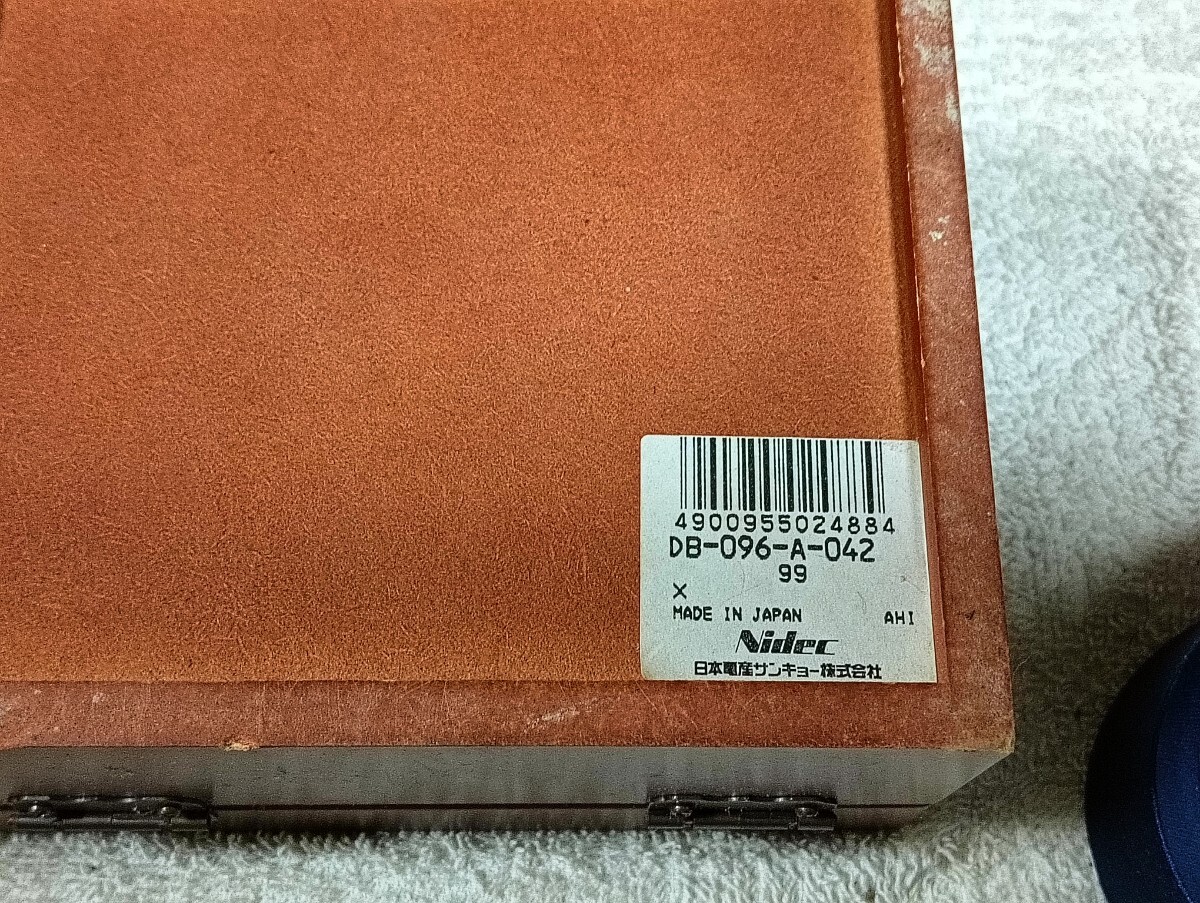 4900955024884
DB-096-A-042
99
X
MADE IN JAPAN AHI
Nidec
日本電産サンキョー株式会社